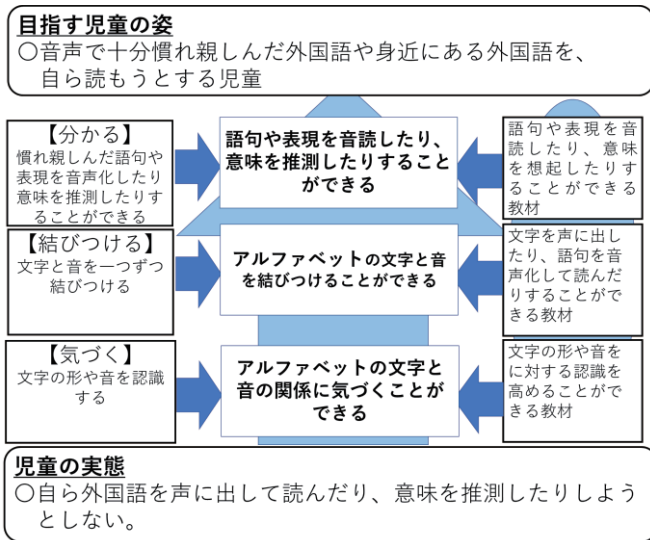 目指す児童の姿
○音声で十分慣れ親しんだ外国語や身近にある外国語を、
自ら読もうとする児童
【分かる】
慣れ親しんだ語句や
表現を音声化したり
意味を推測したりす
ることができる
語句や表現を音読したり、
意味を推測したりすること
ができる
語句や表現を音
読したり、意味
を想起したりす
ることができる
教材
【結びつける】
文字と音を一つずつ
結びつける
アルファベットの文字と音
を結びつけることができる
文字を声に出し
たり、語句を音
声化して読んだ
りすることがで
きる教材
【気づく】
文字の形や音を認識
する
アルファベットの文字と
音の関係に気づくことが
できる
文字の形や音を
に対する認識を
高めることがで
きる教材
児童の実態
○自ら外国語を声に出して読んだり、意味を推測したりしよう
としない。